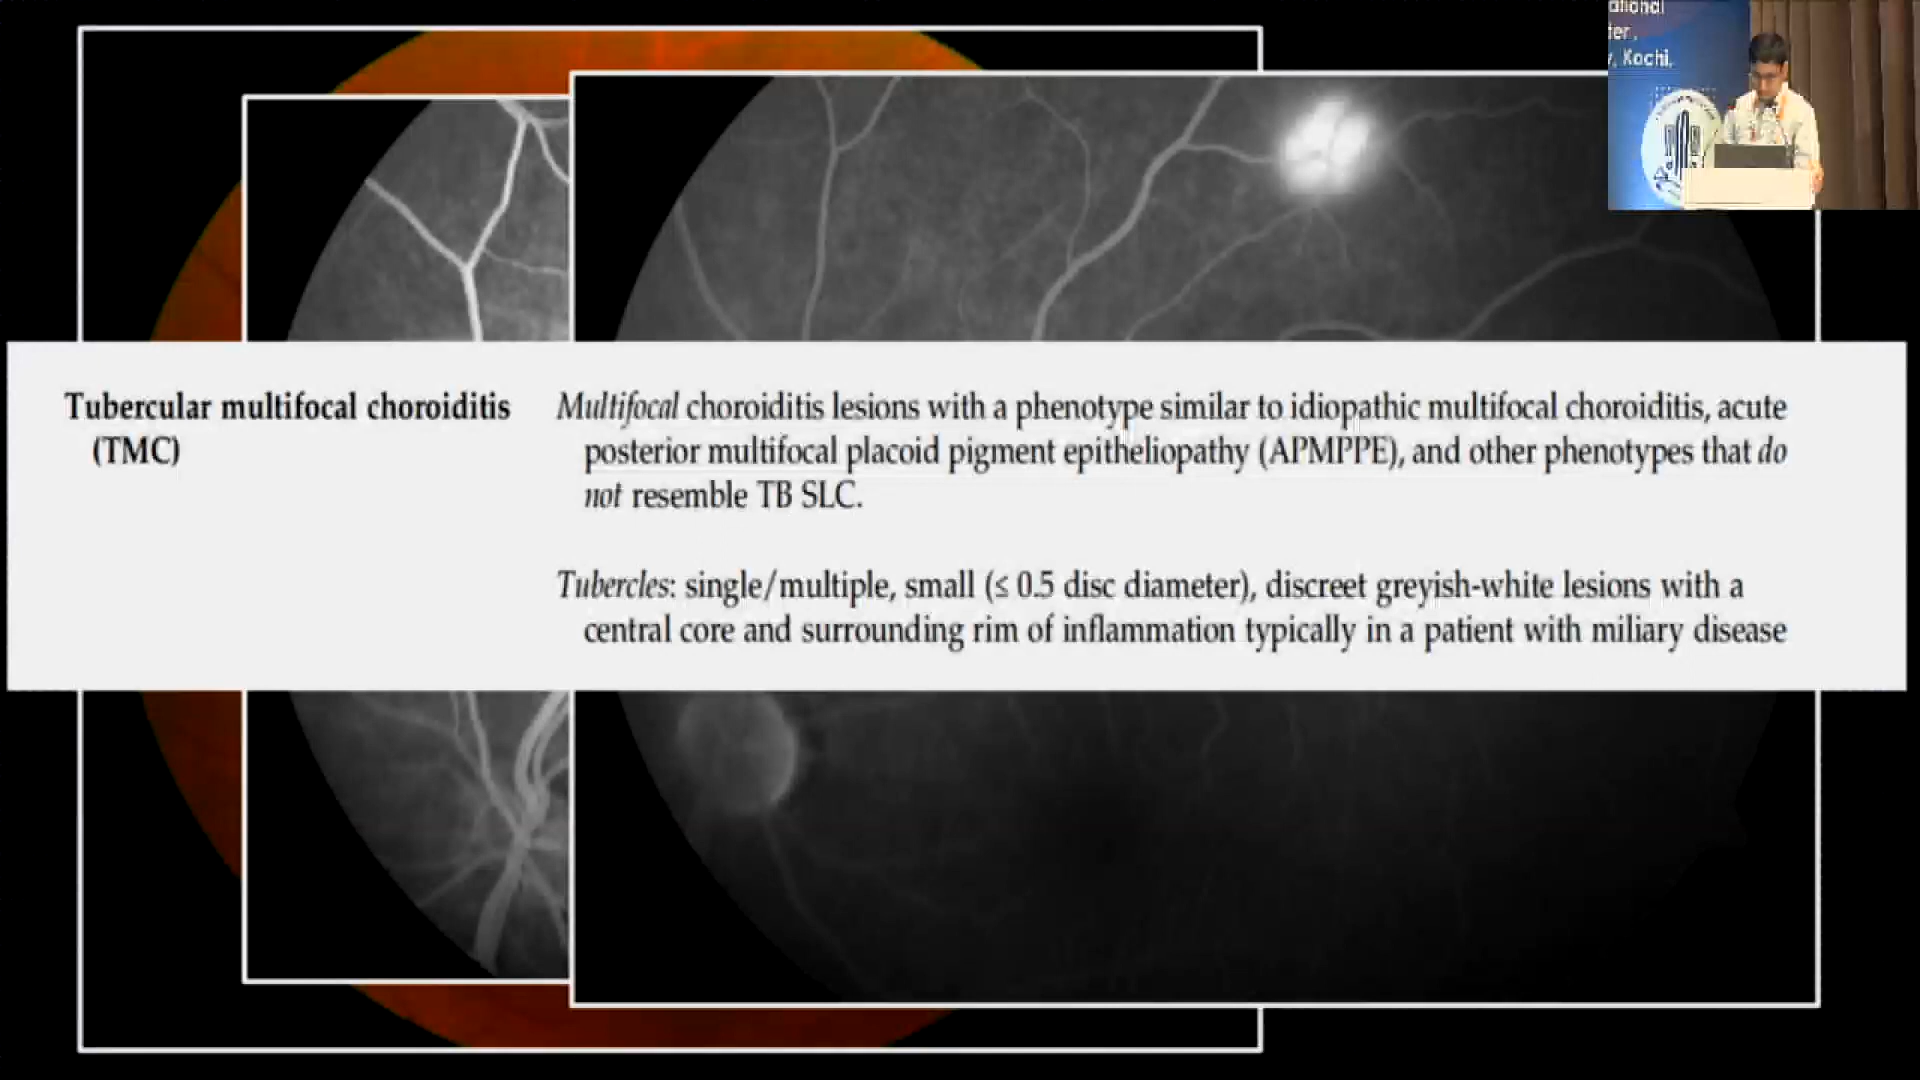 er,
, Kochi,
Tubercular multifocal choroiditis
(TMC)
Multifocal choroiditis lesions with a phenotype similar to idiopathic multifocal choroiditis, acute
posterior multifocal placoid pigment epitheliopathy (APMPPE), and other phenotypes that do
not resemble TB SLC.
Tubercles: single/multiple, small (≤ 0.5 disc diameter), discreet greyish-white lesions with a
central core and surrounding rim of inflammation typically in a patient with miliary disease